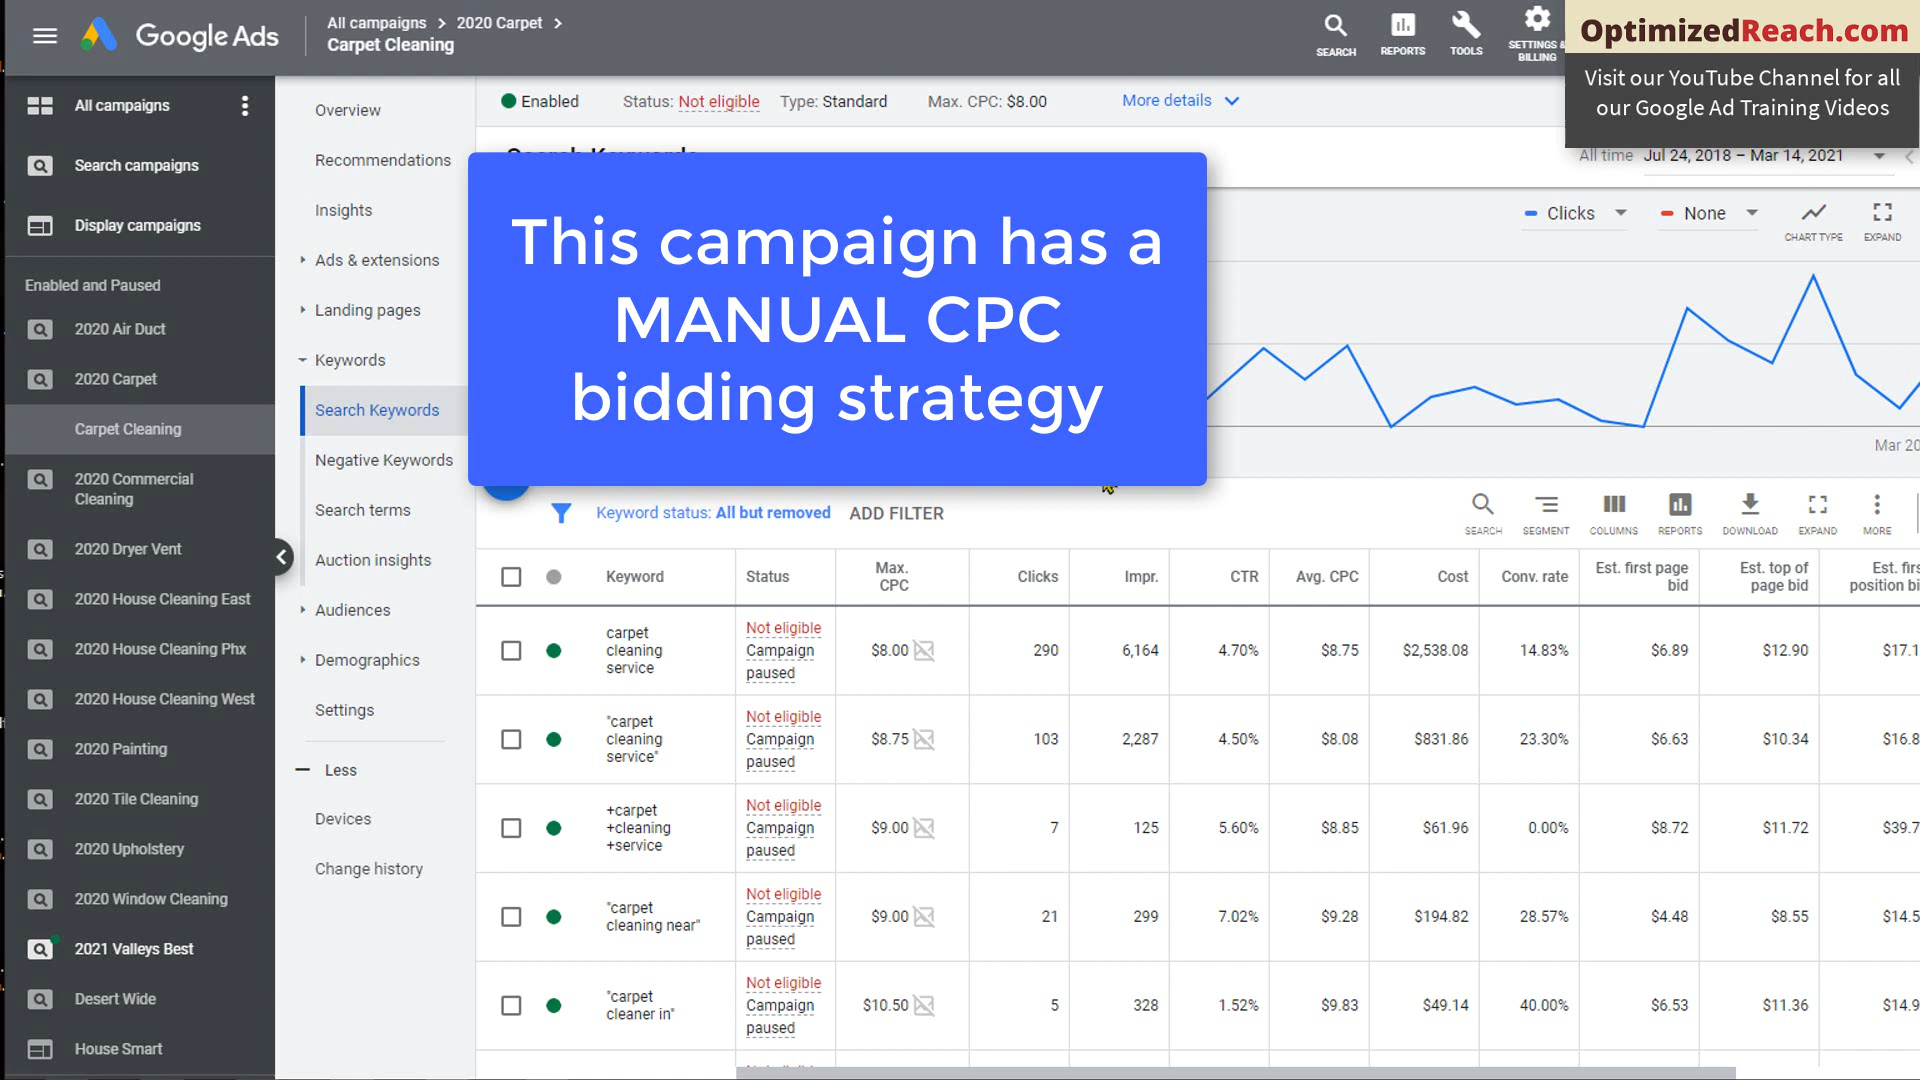 Google Ads
All campaigns > 2020 Carpet >
Carpet Cleaning
SEARCH
REPORTS
TOOLS
SETTINGS &
BILLING
OptimizedReach.com
Visit our YouTube Channel for all
our Google Ad Training Videos
All campaigns
Search campaigns
Display campaigns
Enabled and Paused
2020 Air Duct
2020 Carpet
Carpet Cleaning
2020 Commercial
Cleaning
2020 Dryer Vent
2020 House Cleaning East
2020 House Cleaning Phx
2020 House Cleaning West
2020 Painting
2020 Tile Cleaning
2020 Upholstery
2020 Window Cleaning
2021 Valleys Best
Desert Wide
House Smart
Overview
Recommendations
Insights
Ads & extensions
Landing pages
Keywords
Search Keywords
Negative Keywords
Search terms
Auction insights
Audiences
Demographics
Settings
Less
Devices
Change history
Enabled Status: Not eligible Type: Standard Max. CPC: $8.00 More details
All time Jul 24, 2018 – Mar 14, 2021
This campaign has a
MANUAL CPC
bidding strategy
Clicks None
CHART TYPE EXPAND
Mar 20
Keyword status: All but removed ADD FILTER
SEARCH SEGMENT COLUMNS REPORTS DOWNLOAD EXPAND MORE
Keyword Status Max. CPC Clicks Impr. CTR Avg. CPC Cost Conv. rate Est. first page bid Est. top of page bid
carpet cleaning service Not eligible Campaign paused $8.00 290 6,164 4.70% $8.75 $2,538.08 14.83% $6.89 $12.90 $17.1
"carpet cleaning service" Not eligible Campaign paused $8.75 103 2,287 4.50% $8.08 $831.86 23.30% $6.63 $10.34 $16.8
+carpet +cleaning +service Not eligible Campaign paused $9.00 7 125 5.60% $8.85 $61.96 0.00% $8.72 $11.72 $39.7
"carpet cleaning near" Not eligible Campaign paused $9.00 21 299 7.02% $9.28 $194.82 28.57% $4.48 $8.55 $14.5
"carpet cleaner in" Not eligible Campaign paused $10.50 5 328 1.52% $9.83 $49.14 40.00% $6.53 $11.36 $14.9